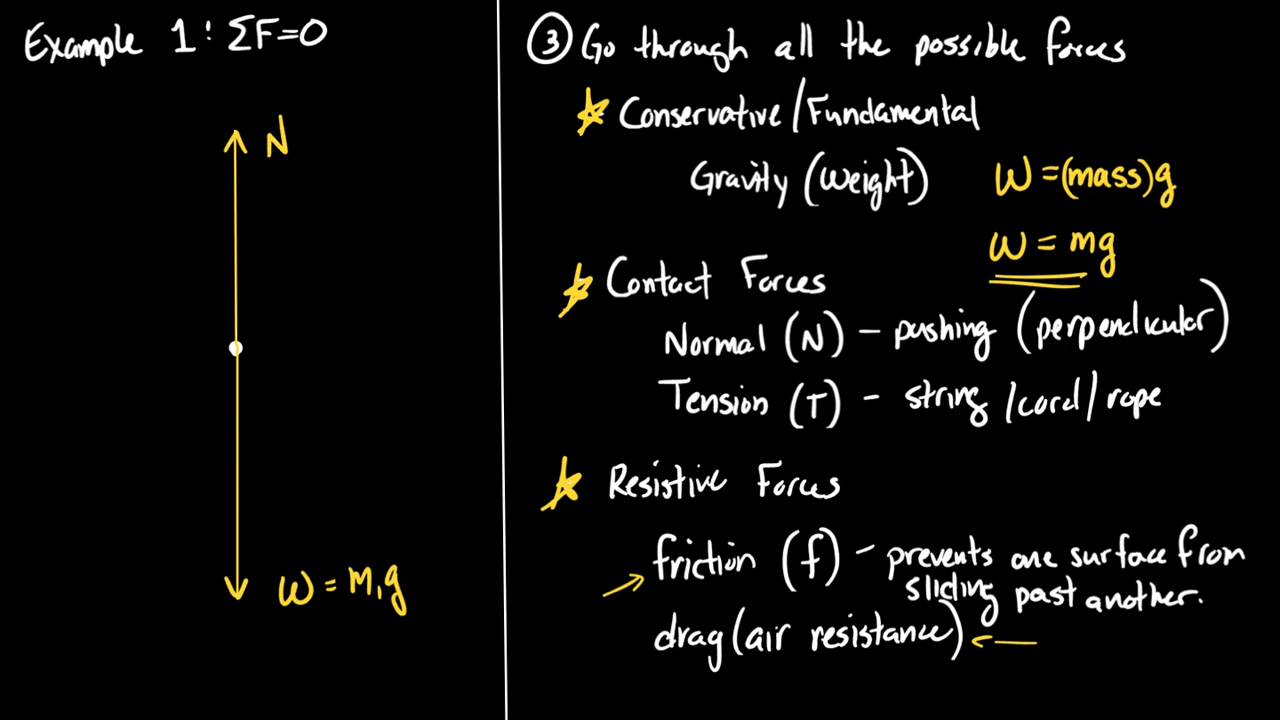 Example 1: ΣF=0
N
W = m₁g
③ Go through all the possible forces
Conservative/Fundamental
Gravity (Weight)
W = (mass)g
W = mg
Contact Forces
Normal (N) – pushing (perpendicular)
Tension (T) – string/cord/rope
Resistive Forces
friction (f) – prevents one surface from
sliding past another.
drag (air resistance)